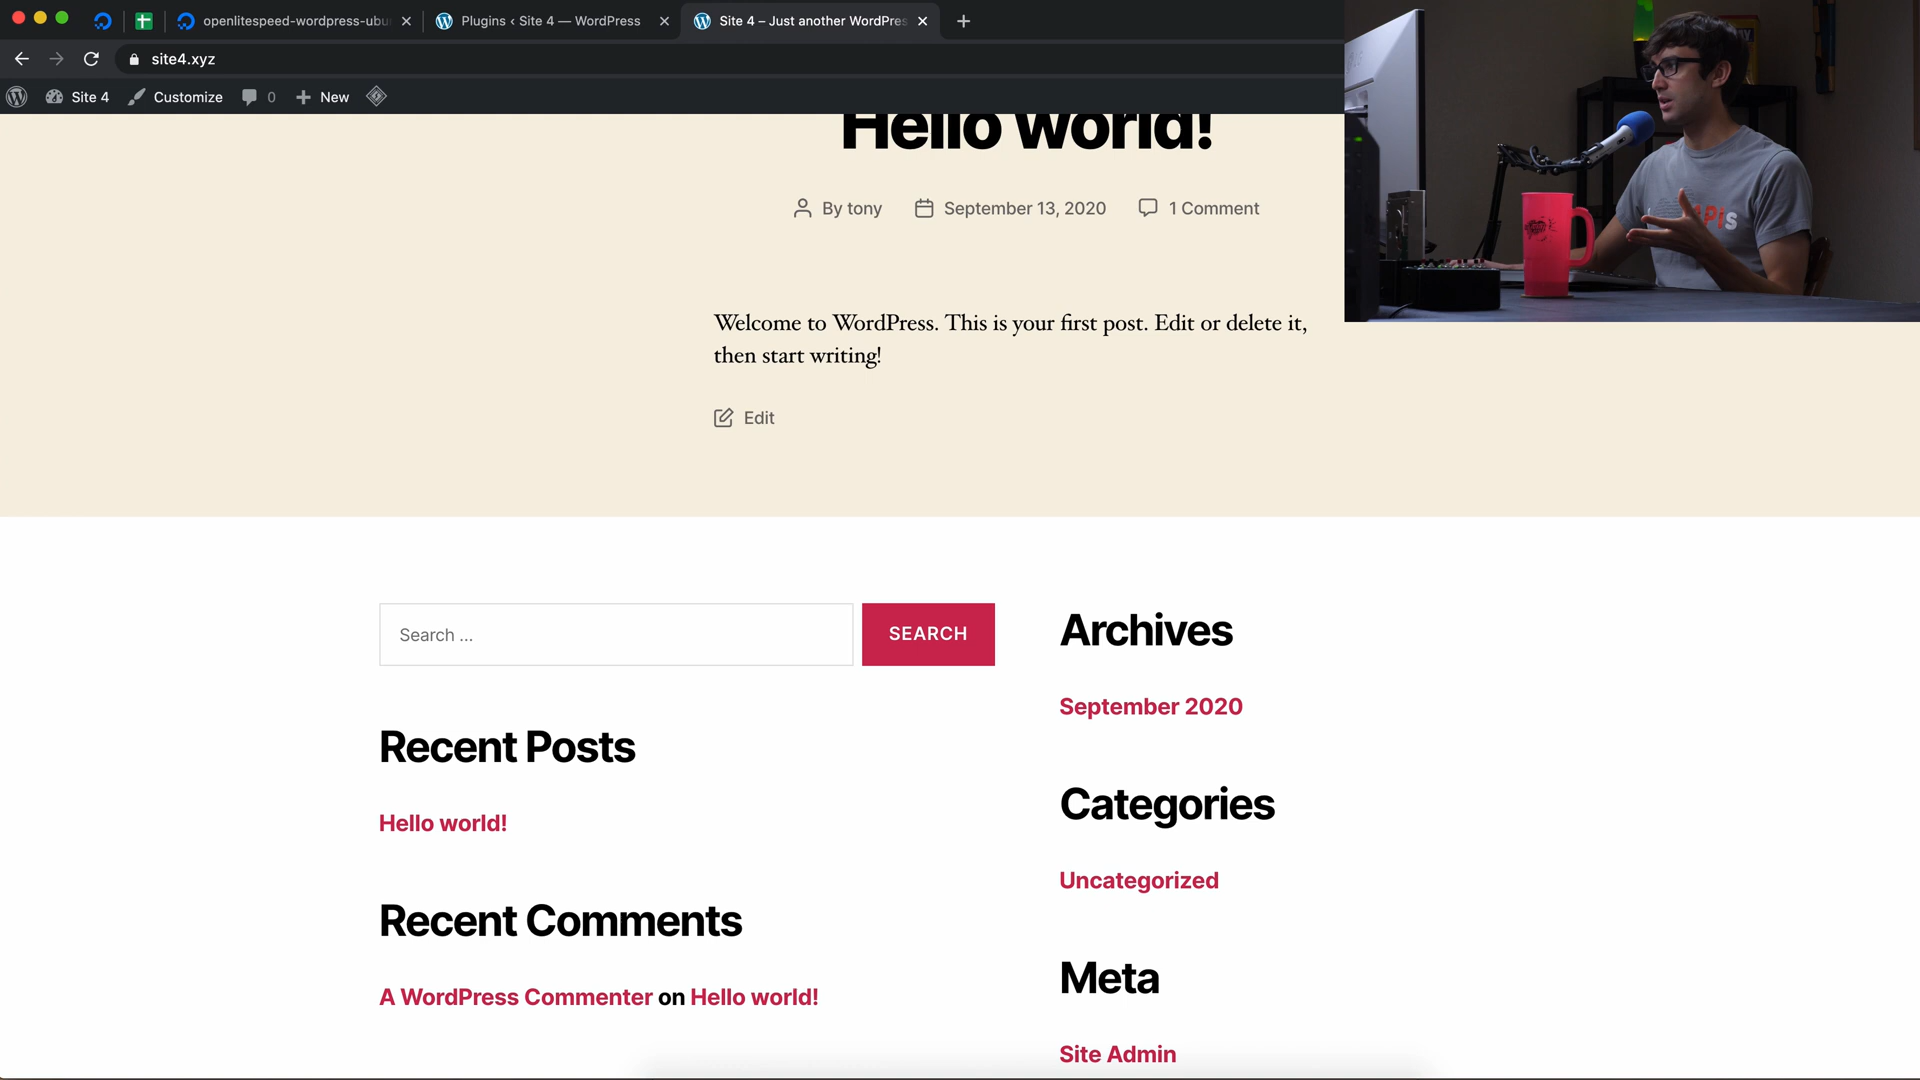 openlitespeed-wordpress-ubu
Plugins ‹ Site 4 — WordPress
Site 4 – Just another WordPres
site4.xyz
Site 4
Customize
0
New
Hello world!
By tony
September 13, 2020
1 Comment
Welcome to WordPress. This is your first post. Edit or delete it,
then start writing!
Edit
Search ...
SEARCH
Archives
September 2020
Recent Posts
Categories
Hello world!
Uncategorized
Recent Comments
Meta
A WordPress Commenter on Hello world!
Site Admin